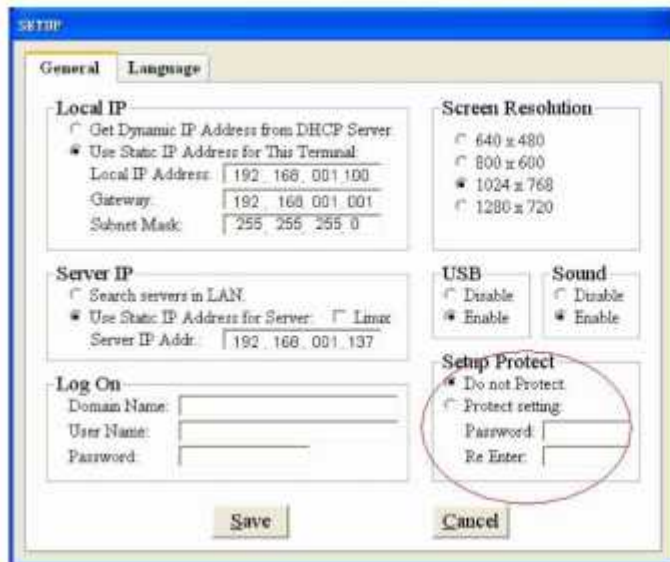 SETUP
General Language
Local IP
Get Dynamic IP Address from DHCP Server
Use Static IP Address for This Terminal
Local IP Address: 192 . 168 . 001 . 100
Gateway: 192 . 168 001 . 001
Subnet Mask: 255 255 255 0
Screen Resolution
640 x 480
800 x 600
1024 x 768
1280 x 720
Server IP
Search servers in LAN.
Use Static IP Address for Server: Linux
Server IP Addr.: 192 . 168 . 001 . 137
USB
Disable
Enable
Sound
Disable
Enable
Log On
Domain Name:
User Name:
Password:
Setup Protect
Do not Protect
Protect setting:
Password:
Re Enter:
Save Cancel